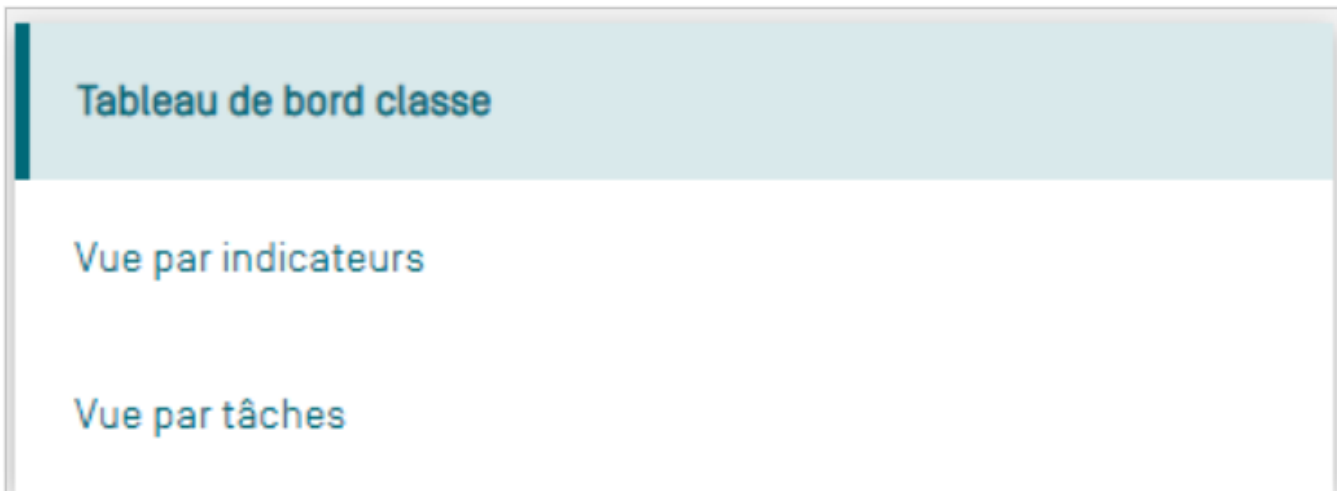 Tableau de bord classe
Vue par indicateurs
Vue par tâches